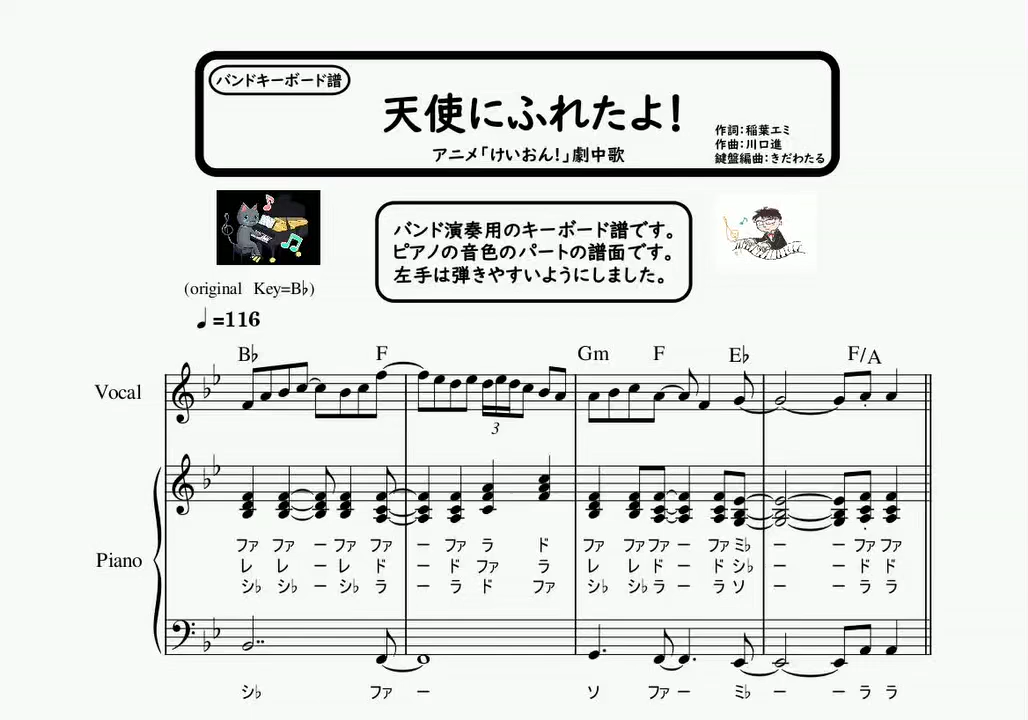 バンドキーボード譜
天使にふれたよ!
アニメ「けいおん!」劇中歌
作詞:稲葉エミ
作曲:川口進
鍵盤編曲:きだわたる
バンド演奏用のキーボード譜です。
ピアノの音色のパートの譜面です。
左手は弾きやすいようにしました。
(original Key=B♭)
♩=116
B♭ F Gm F E♭ F/A
Vocal
3
Piano
ファ ファ ー ファ ファ ー ファ ラ ド ファ ファ ファ ー ファ ミ♭ ー ー ファ ファ
レ レ ー レ ド ー ド ファ ラ レ レ ド ー ド シ♭ ー ー ド ド
シ♭ シ♭ ー シ♭ ラ ー ラ ド ファ シ♭ シ♭ ラ ー ラ ソ ー ー ラ ラ
シ♭ ファ ー ソ ファ ー ミ♭ ー ー ラ ラ